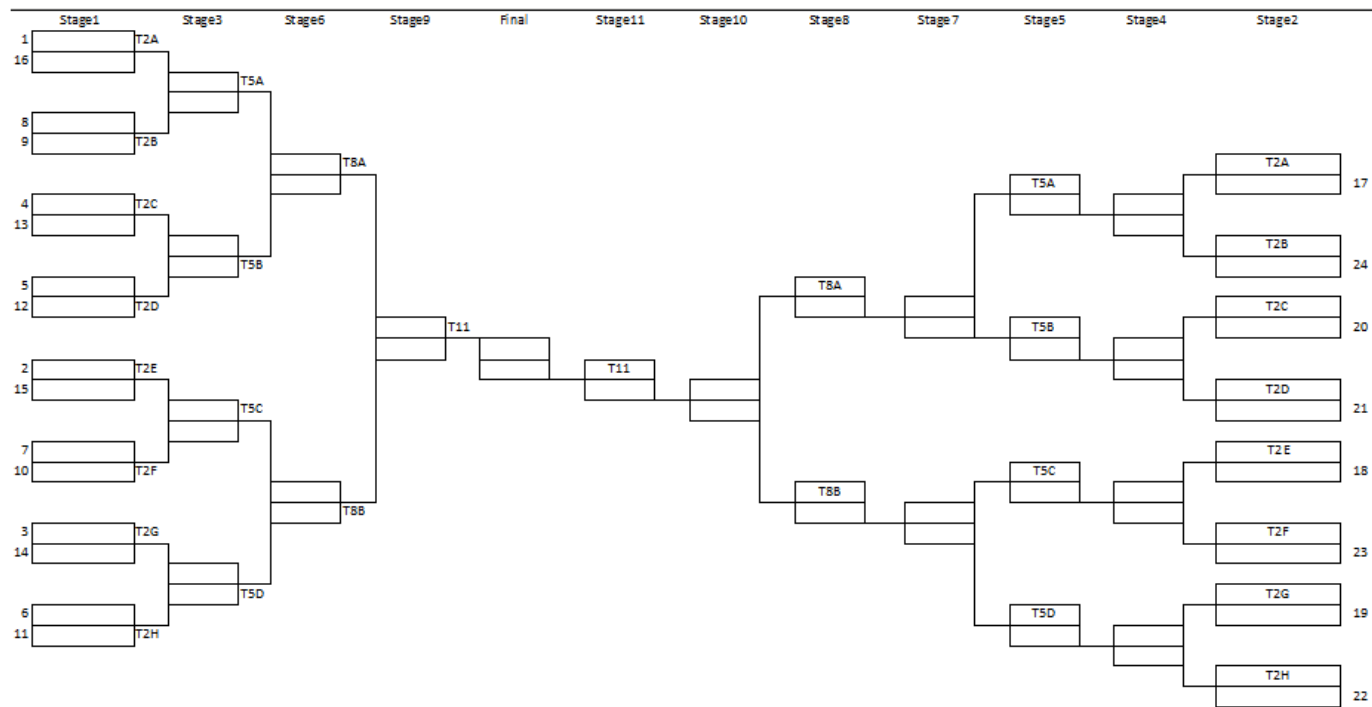 Stage1 Stage3 Stage6 Stage9 Final Stage11 Stage10 Stage8 Stage7 Stage5 Stage4 Stage2
1 T2A
16
T5A
8
9 T2B
T8A T2A
T5A 17
4 T2C
13
T5B T2B
24
5 T8A
12 T2D T2C
T11 T5B 20
2 T2E T11
15
T2D
T5C 21
7 T2E
10 T2F T5C 18
T8B T8B
3 T2G T2F
14 23
T5D T2G
6 T5D 19
11 T2H
T2H
22